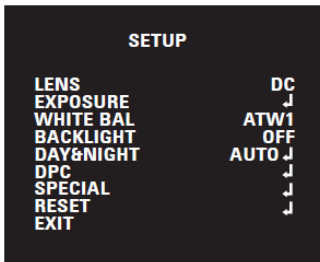 SETUP
LENS DC
EXPOSURE ↲
WHITE BAL ATW1
BACKLIGHT OFF
DAY&NIGHT AUTO↲
DPC ↲
SPECIAL ↲
RESET ↲
EXIT